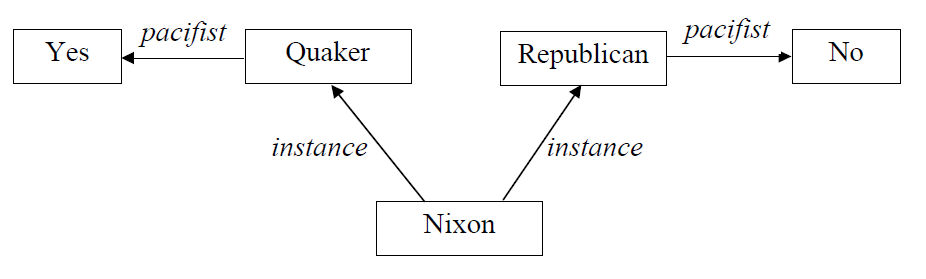 pacifist
pacifist
Yes
Quaker
Republican
No
instance
instance
Nixon